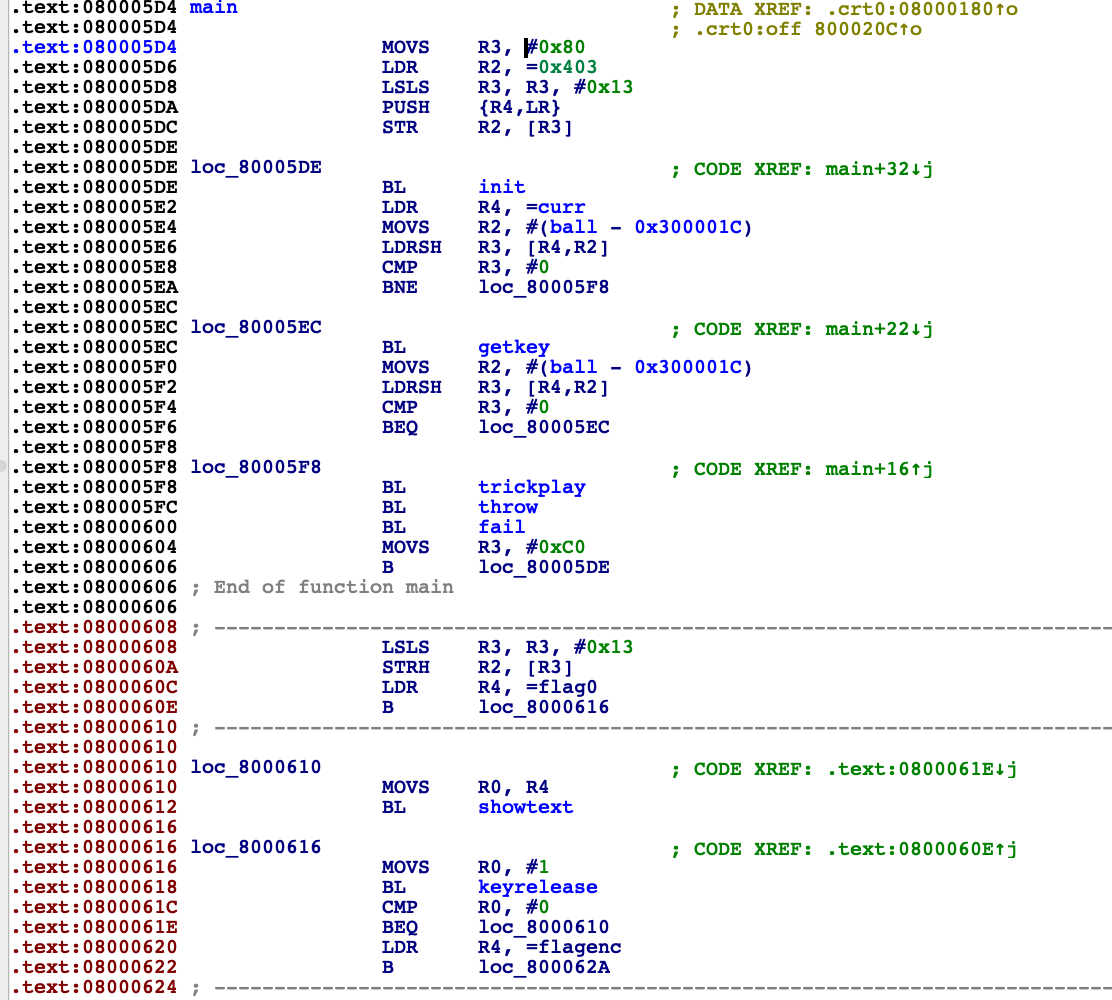 .text:080005D4 main ; DATA XREF: .crt0:08000180↑o
.text:080005D4 ; .crt0:off_800020C↑o
.text:080005D4 MOVS R3, #0x80
.text:080005D6 LDR R2, =0x403
.text:080005D8 LSLS R3, R3, #0x13
.text:080005DA PUSH {R4,LR}
.text:080005DC STR R2, [R3]
.text:080005DE
.text:080005DE loc_80005DE ; CODE XREF: main+32↓j
.text:080005DE BL init
.text:080005E2 LDR R4, =curr
.text:080005E4 MOVS R2, #(ball - 0x300001C)
.text:080005E6 LDRSH R3, [R4,R2]
.text:080005E8 CMP R3, #0
.text:080005EA BNE loc_80005F8
.text:080005EC
.text:080005EC loc_80005EC ; CODE XREF: main+22↓j
.text:080005EC BL getkey
.text:080005F0 MOVS R2, #(ball - 0x300001C)
.text:080005F2 LDRSH R3, [R4,R2]
.text:080005F4 CMP R3, #0
.text:080005F6 BEQ loc_80005EC
.text:080005F8
.text:080005F8 loc_80005F8 ; CODE XREF: main+16↑j
.text:080005F8 BL trickplay
.text:080005FC BL throw
.text:08000600 BL fail
.text:08000604 MOVS R3, #0xC0
.text:08000606 B loc_80005DE
.text:08000606 ; End of function main
.text:08000606
.text:08000608 ; ---------------------------------------------------------------------------
.text:08000608 LSLS R3, R3, #0x13
.text:0800060A STRH R2, [R3]
.text:0800060C LDR R4, =flag0
.text:0800060E B loc_8000616
.text:08000610 ; ---------------------------------------------------------------------------
.text:08000610
.text:08000610 loc_8000610 ; CODE XREF: .text:0800061E↓j
.text:08000610 MOVS R0, R4
.text:08000612 BL showtext
.text:08000616
.text:08000616 loc_8000616 ; CODE XREF: .text:0800060E↑j
.text:08000616 MOVS R0, #1
.text:08000618 BL keyrelease
.text:0800061C CMP R0, #0
.text:0800061E BEQ loc_8000610
.text:08000620 LDR R4, =flagenc
.text:08000622 B loc_800062A
.text:08000624 ; ---------------------------------------------------------------------------